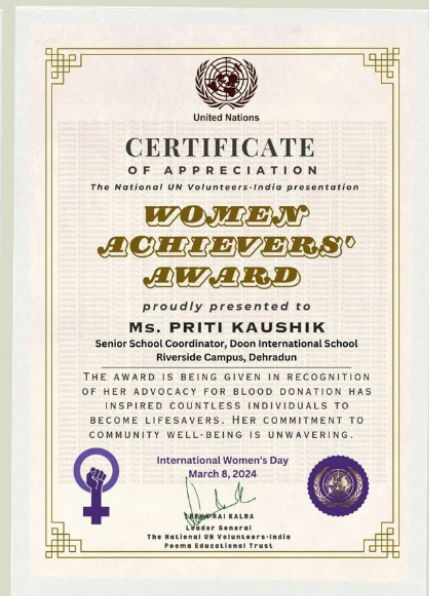 United Nations
CERTIFICATE
OF APPRECIATION
The National UN Volunteers-India presentation
WOMEN
ACHIEVERS'
AWARD
proudly presented to
Ms. PRITI KAUSHIK
Senior School Coordinator, Doon International School
Riverside Campus, Dehradun
THE AWARD IS BEING GIVEN IN RECOGNITION
OF HER ADVOCACY FOR BLOOD DONATION HAS
INSPIRED COUNTLESS INDIVIDUALS TO
BECOME LIFESAVERS. HER COMMITMENT TO
COMMUNITY WELL-BEING IS UNWAVERING.
International Women's Day
March 8, 2024
RAI KALRA
Leader General
The National UN Volunteers-India
Pooma Educational Trust